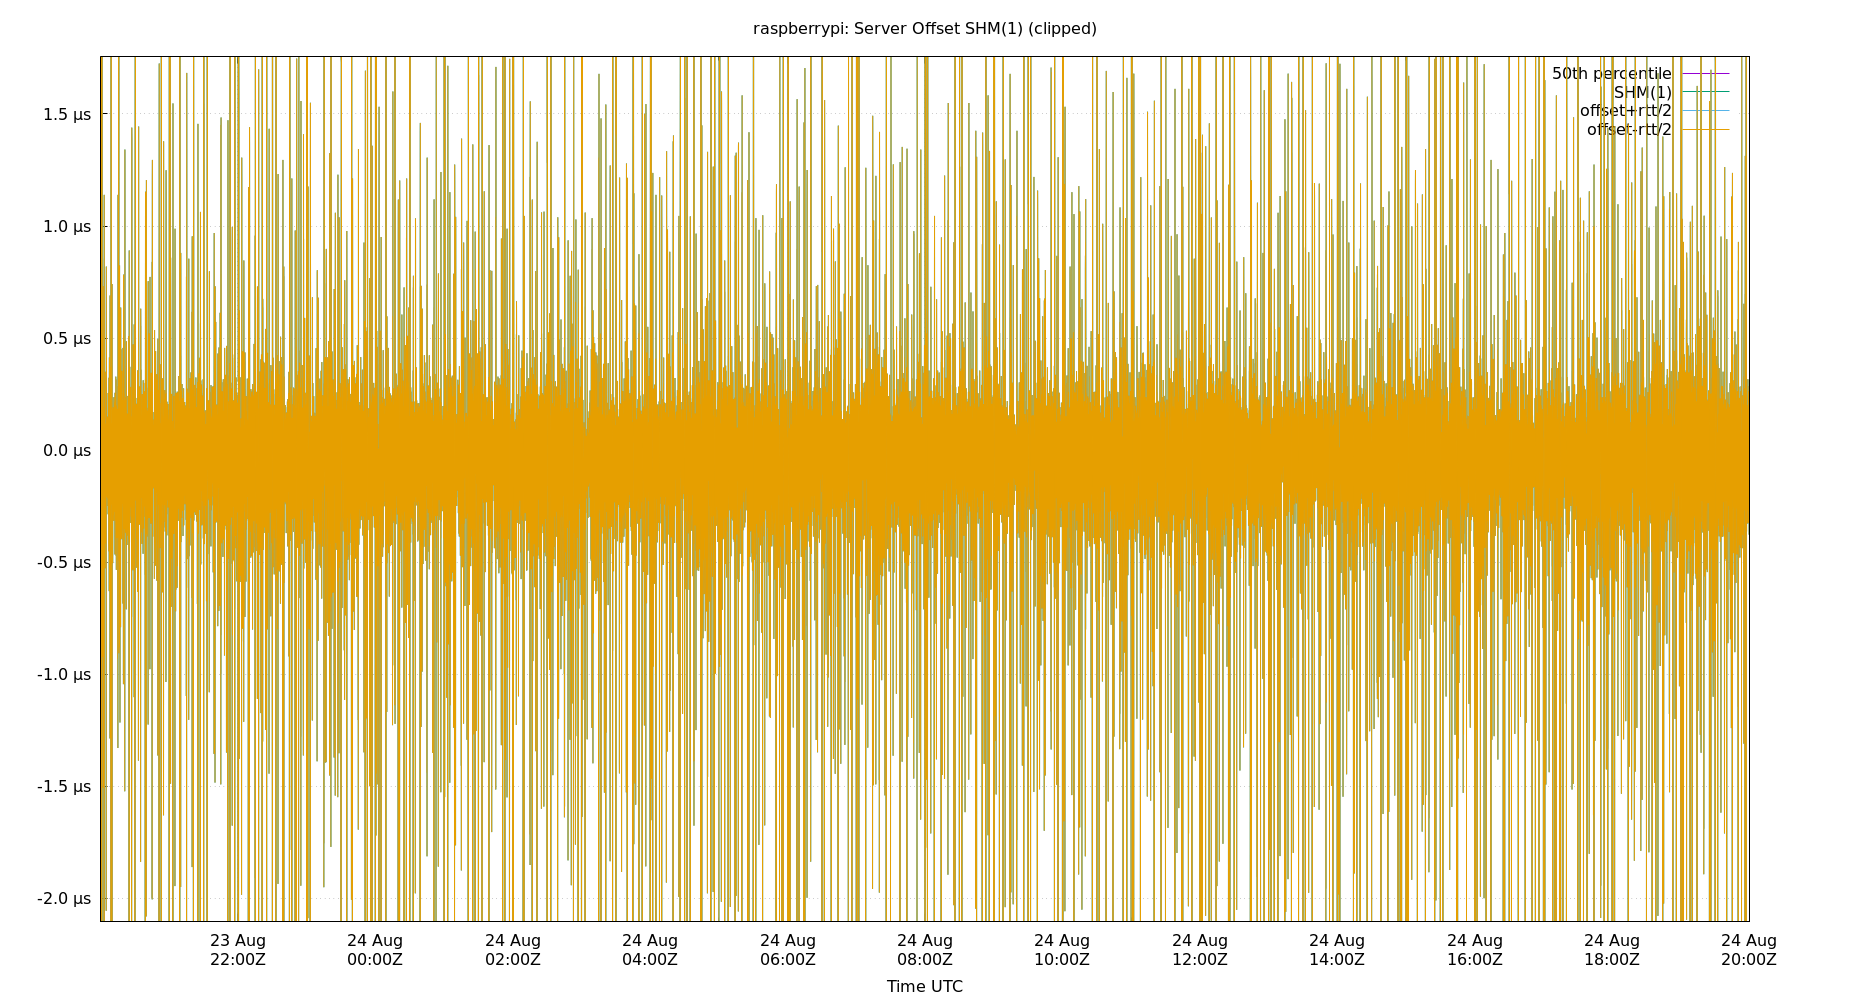 raspberrypi: Server Offset SHM(1) (clipped)
50th percentile
SHM(1)
offset+rtt/2
offset-rtt/2
1.5 µs
1.0 µs
0.5 µs
0.0 µs
-0.5 µs
-1.0 µs
-1.5 µs
-2.0 µs
23 Aug 24 Aug 24 Aug 24 Aug 24 Aug 24 Aug 24 Aug 24 Aug 24 Aug 24 Aug 24 Aug 24 Aug
22:00Z 00:00Z 02:00Z 04:00Z 06:00Z 08:00Z 10:00Z 12:00Z 14:00Z 16:00Z 18:00Z 20:00Z
Time UTC